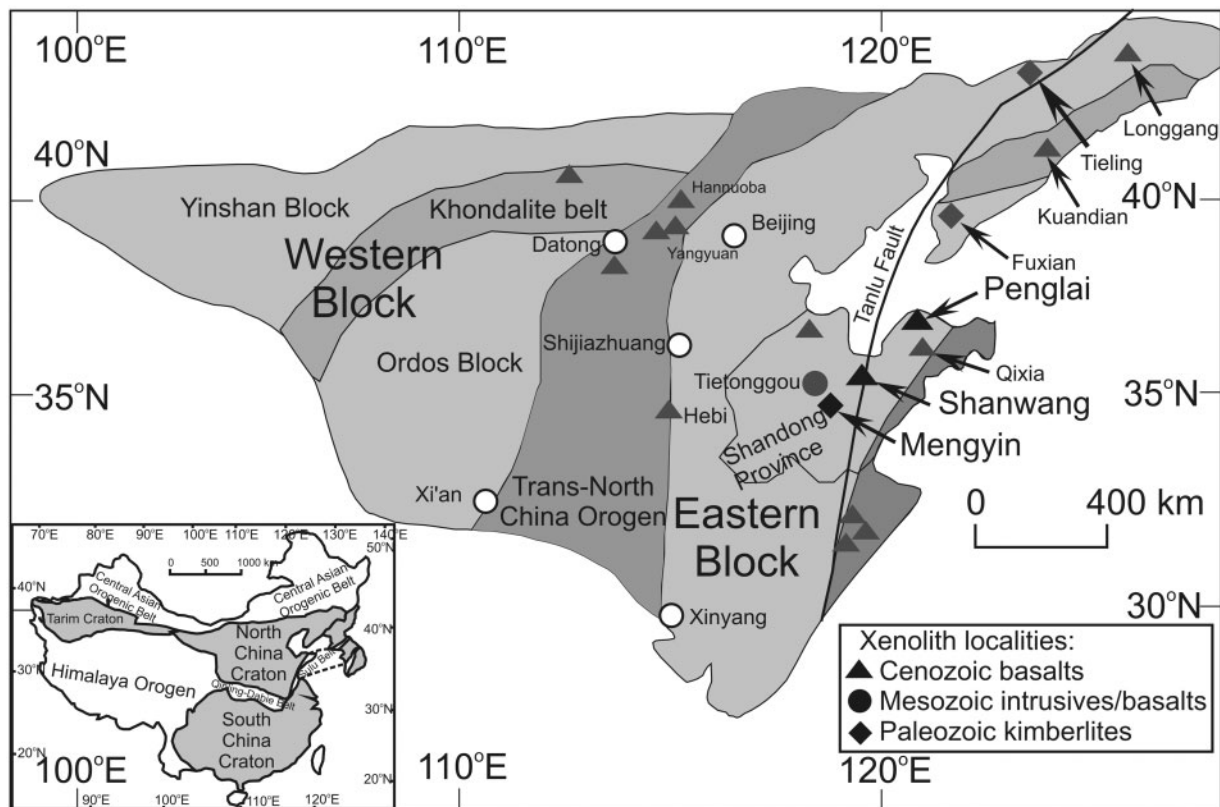 100°E
110°E
120°E
40°N
Yinshan Block
Khondalite belt
Western
Block
Datong
Hannuoba
Yangyuan
Beijing
Longgang
Tieling
40°N
Kuandian
Fuxian
Tanlu Fault
Penglai
Ordos Block
Shijiazhuang
Qixia
35°N
Tietonggou
35°N
Shanwang
Hebi
Mengyin
Shandong
Province
Xi'an
Trans-North
China Orogen
Eastern
Block
0 400 km
Xinyang
30°N
Xenolith localities:
Cenozoic basalts
Mesozoic intrusives/basalts
Paleozoic kimberlites
100°E
110°E
120°E
70°E 80°E 90°E 100°E 110°E 120°E 130°E 140°E
0 500 1000 km
50°N
40°N
Central Asian
Orogenic Belt
Central Asian
Orogenic Belt
Tarim Craton
North
China
Craton
40°N
Sulu Belt
30°N
Himalaya Orogen
Qinling-Dabie Belt
30°N
South
China
Craton
20°N
20°N
90°E 100°E 110°E 120°E